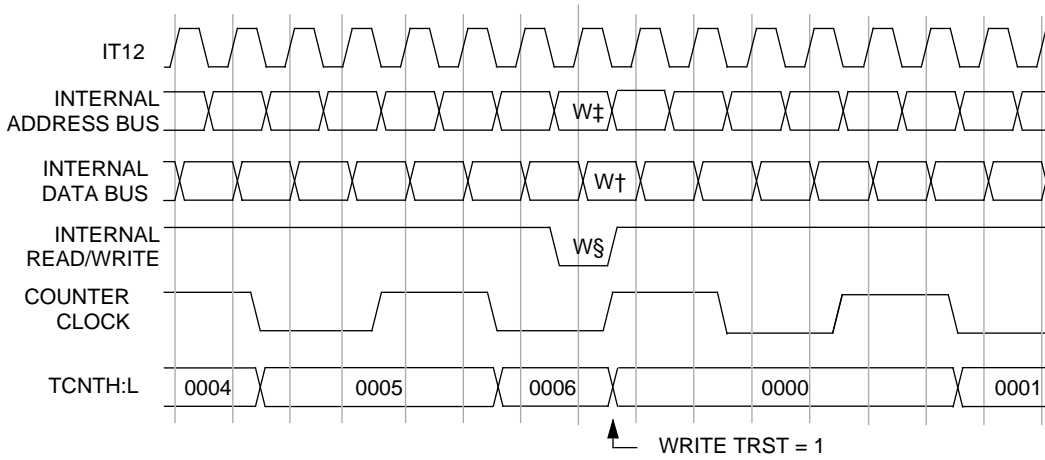 IT12
INTERNAL
ADDRESS BUS
W‡
INTERNAL
DATA BUS
W†
INTERNAL
READ/WRITE
W§
COUNTER
CLOCK
TCNTH:L 0004 0005 0006 0000 0001
WRITE TRST = 1